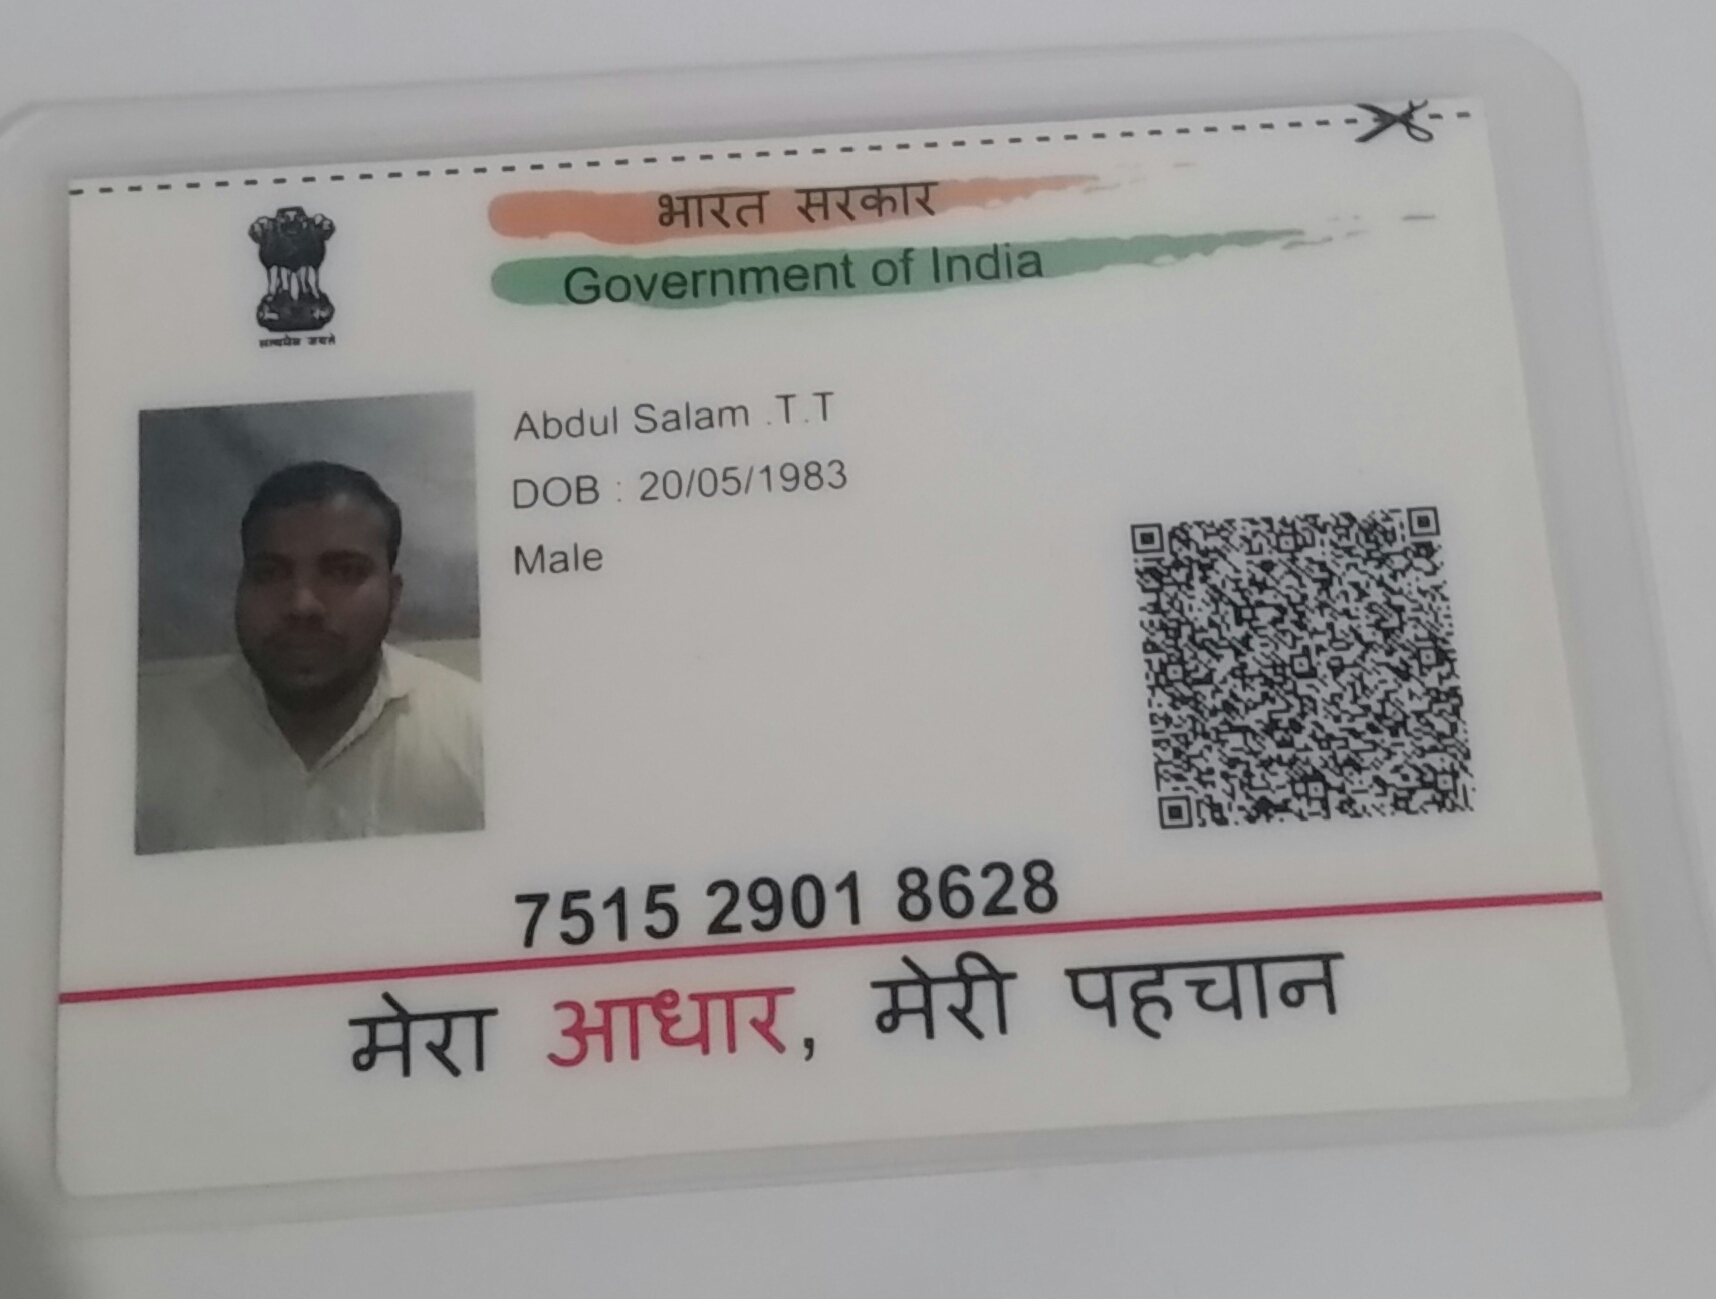 भारत सरकार
Government of India
सत्यमेव जयते
Abdul Salam .T.T
DOB : 20/05/1983
Male
7515 2901 8628
मेरा आधार, मेरी पहचान